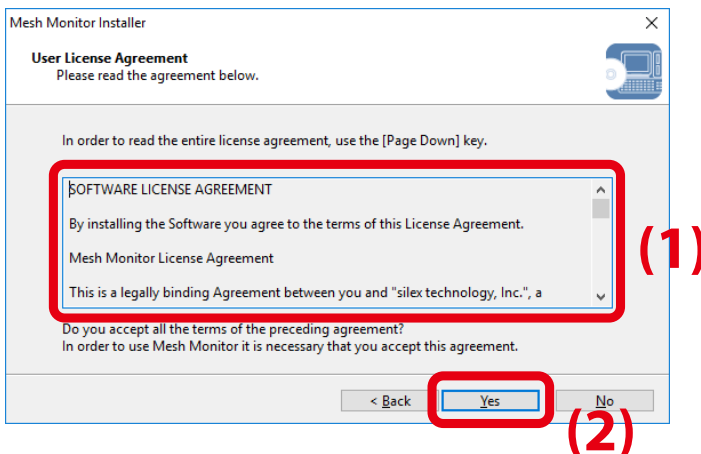 Mesh Monitor Installer
User License Agreement
Please read the agreement below.
In order to read the entire license agreement, use the [Page Down] key.
SOFTWARE LICENSE AGREEMENT
By installing the Software you agree to the terms of this License Agreement.
Mesh Monitor License Agreement
This is a legally binding Agreement between you and "silex technology, Inc.", a
(1)
Do you accept all the terms of the preceding agreement?
In order to use Mesh Monitor it is necessary that you accept this agreement.
< Back Yes No
(2)